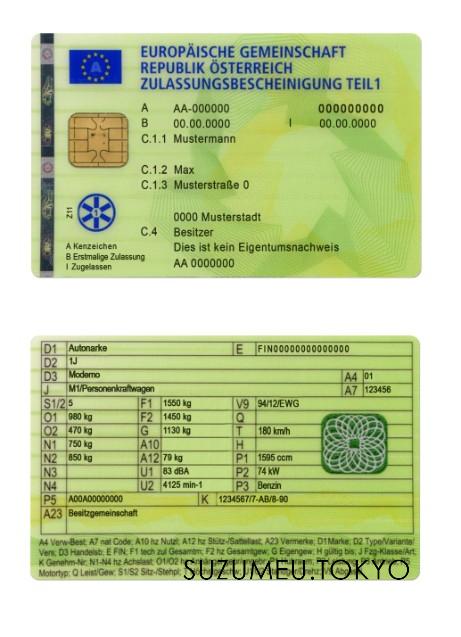 EUROPÄISCHE GEMEINSCHAFT
REPUBLIK ÖSTERREICH
ZULASSUNGSBESCHEINIGUNG TEIL1
A
A AA-000000 000000000
B 00.00.0000 I 00.00.0000
C.1.1 Mustermann
C.1.2 Max
C.1.3 Musterstraße 0
0000 Musterstadt
Z11
1
C.4 Besitzer
Dies ist kein Eigentumsnachweis
AA 0000000
A Kenzeichen
B Erstmalige Zulassung
I Zugelassen
D1 Autonarke E FIN00000000000000
D2 1J
D3 Moderno A4 01
J M1/Personenkraftwagen A7 123456
S1/2 5 F1 1550 kg V9 94/12/EWG
O1 980 kg F2 1450 kg Q
O2 470 kg G 1130 kg T 180 km/h
N1 750 kg A10 H
N2 850 kg A12 79 kg P1 1595 ccm
N3 U1 83 dBA P2 74 kW
N4 U2 4125 min-1 P3 Benzin
P5 A00A00000000 K 1234567/7-AB/8-90
A23 Besitzgemeinschaft
A4 Verw-Best; A7 nat Code; A10 hz Nutzl; A12 hz Stütz-/Sattellast; A23 Vermerke; D1Marke; D2 Type/Variante/
Vers; D3 Handelsb; E FIN; F1 tech zul Gesamtm; F2 hz Gesamtgew; G Eigengew; H gültig bis; J Fzg-Klasse/Art;
K Genehm-Nr; N1-N4 hz Achslast;
Motortyp; Q Leist/Gew; S1/S2 Sitz-/Stehpl;
SUZUMEU.TOKYO